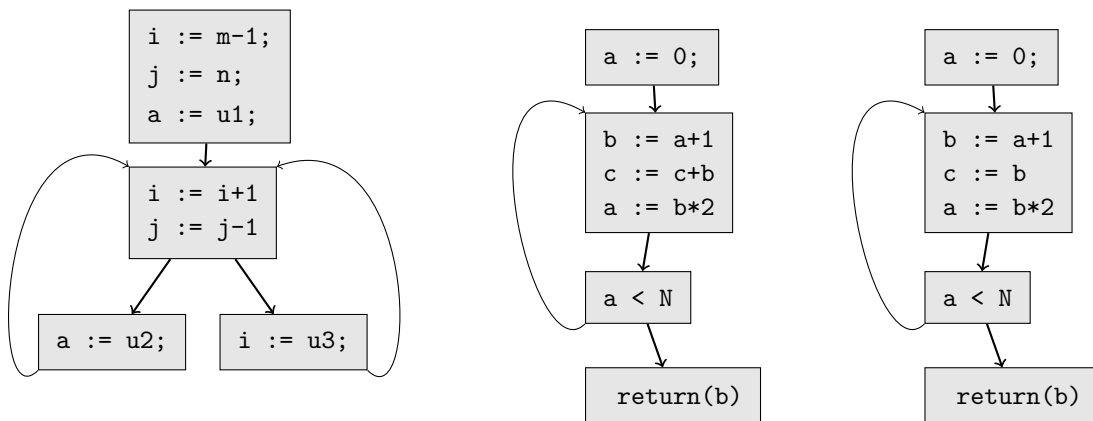 i := m-1;
j := n;
a := u1;
i := i+1
j := j-1
a := u2;
i := u3;
a := 0;
b := a+1
c := c+b
a := b*2
a < N
return(b)
a := 0;
b := a+1
c := b
a := b*2
a < N
return(b)